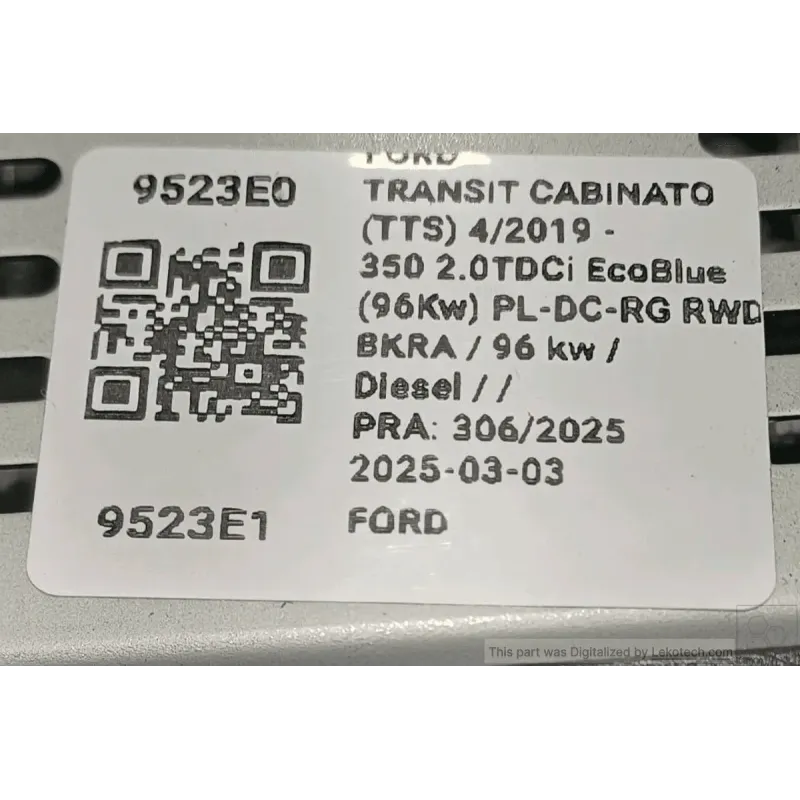 9523E0
FORD
TRANSIT CABINATO
(TTS) 4/2019 -
350 2.0TDCi EcoBlue
(96Kw) PL-DC-RG RWD
BKRA / 96 kw /
Diesel / /
PRA: 306/2025
2025-03-03
9523E1
FORD
This part was Digitalized by Lekotech.com